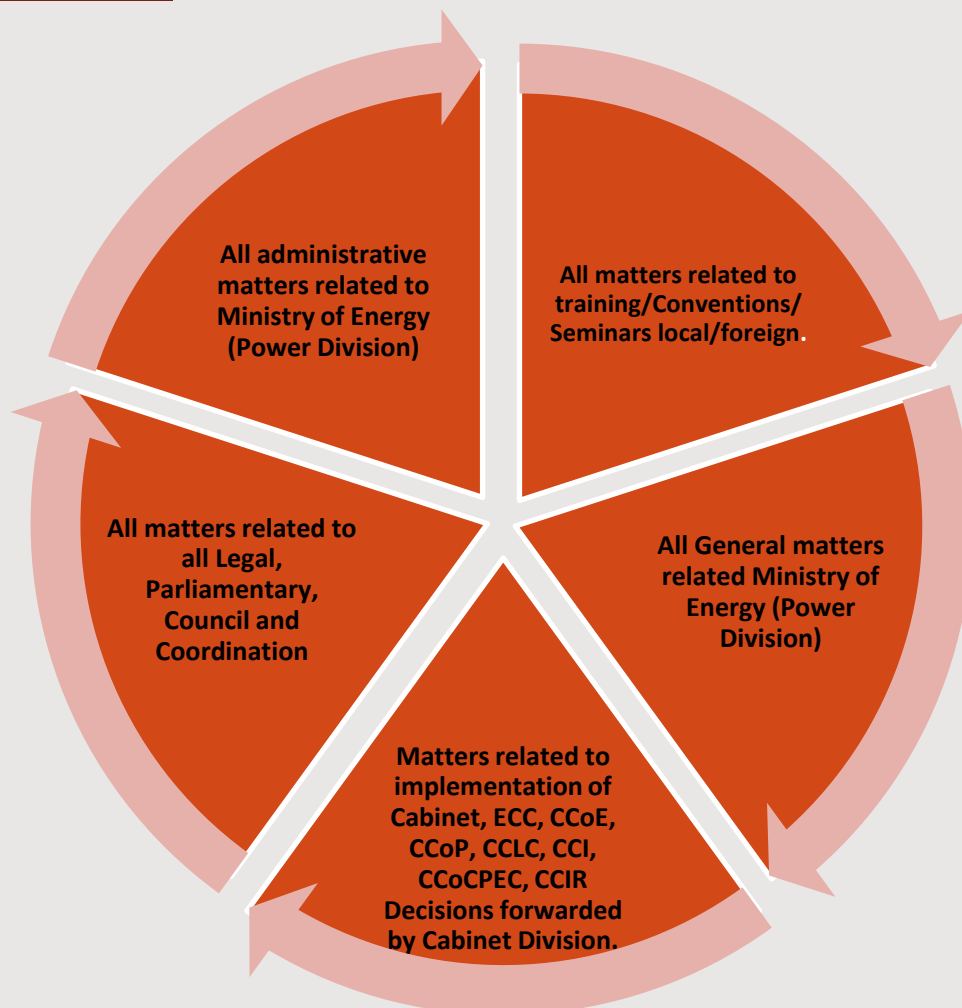 All administrative
matters related to
Ministry of Energy
(Power Division)
All matters related to
training/Conventions/
Seminars local/foreign.
All General matters
related Ministry of
Energy (Power
Division)
Matters related to
implementation of
Cabinet, ECC, CCoE,
CCoP, CCLC, CCI,
CCoCPEC, CCIR
Decisions forwarded
by Cabinet Division.
All matters related to
all Legal,
Parliamentary,
Council and
Coordination